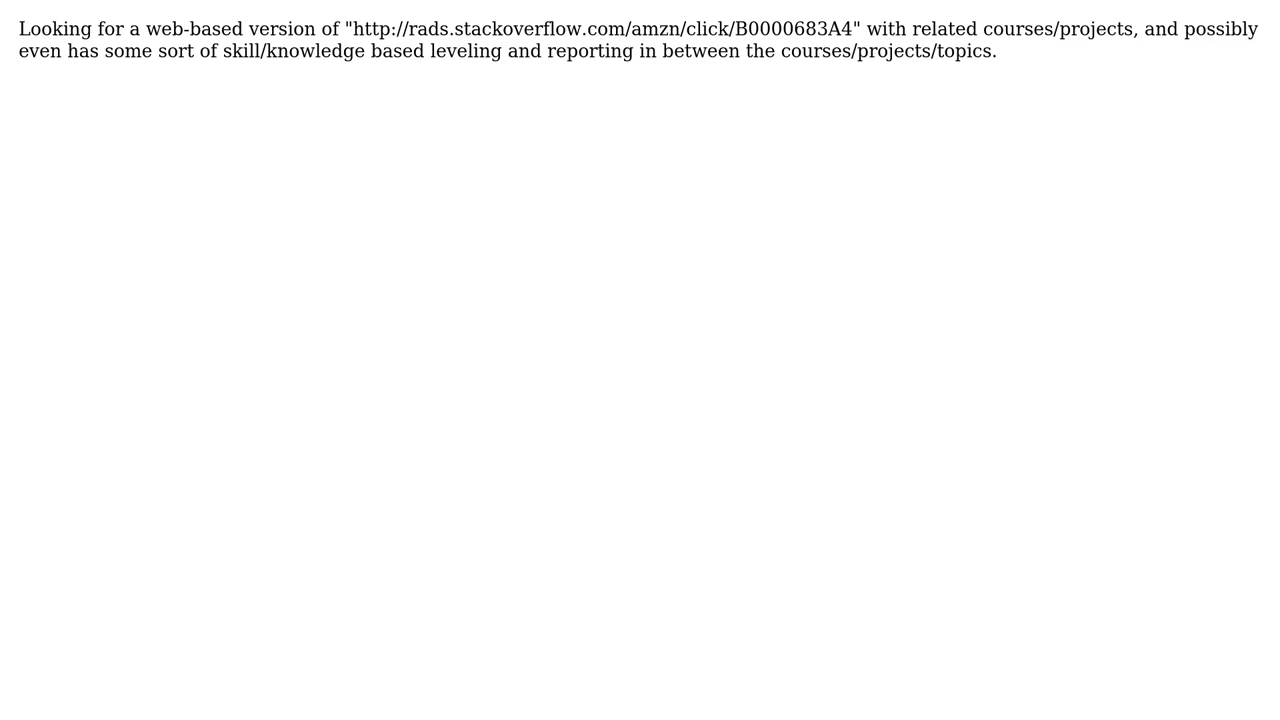 Looking for a web-based version of "http://rads.stackoverflow.com/amzn/click/B0000683A4" with related courses/projects, and possibly
even has some sort of skill/knowledge based leveling and reporting in between the courses/projects/topics.